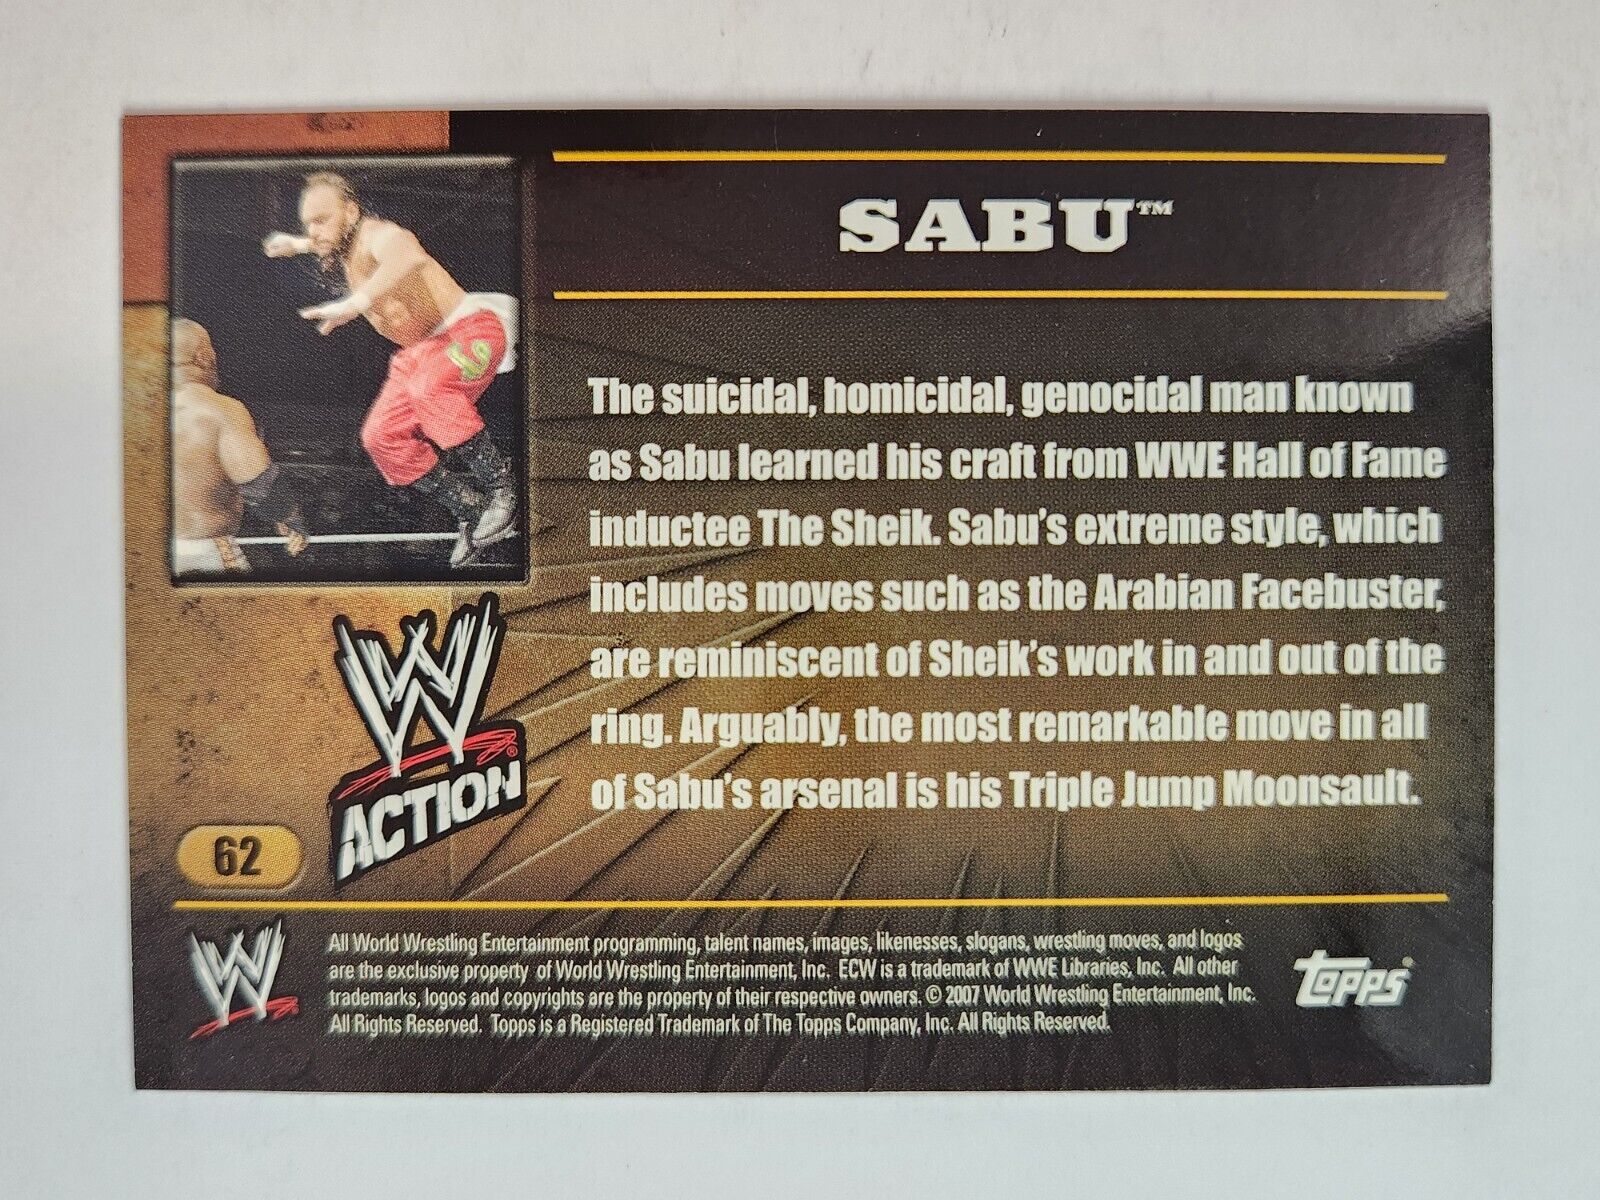 SABU™
The suicidal, homicidal, genocidal man known
as Sabu learned his craft from WWE Hall of Fame
inductee The Sheik. Sabu's extreme style, which
includes moves such as the Arabian Facebuster,
are reminiscent of Sheik's work in and out of the
ring. Arguably, the most remarkable move in all
of Sabu's arsenal is his Triple Jump Moonsault.
W®
ACTION
62
W
All World Wrestling Entertainment programming, talent names, images, likenesses, slogans, wrestling moves, and logos
are the exclusive property of World Wrestling Entertainment, Inc. ECW is a trademark of WWE Libraries, Inc. All other
trademarks, logos and copyrights are the property of their respective owners. © 2007 World Wrestling Entertainment, Inc.
All Rights Reserved. Topps is a Registered Trademark of The Topps Company, Inc. All Rights Reserved.
Topps®